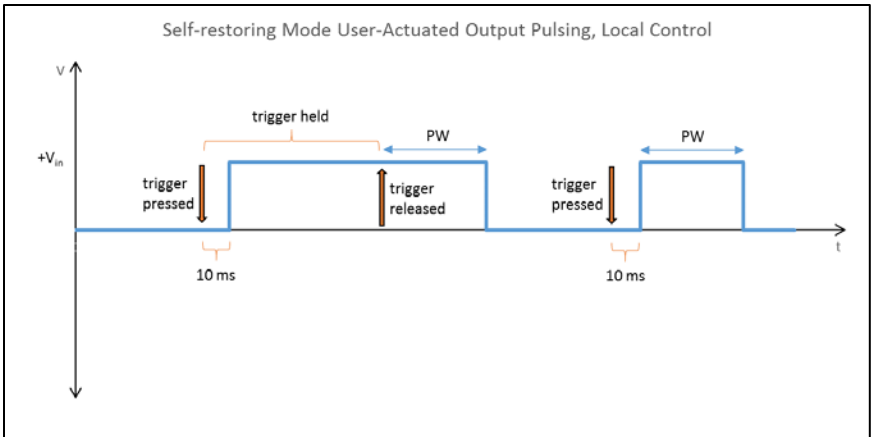 Self-restoring Mode User-Actuated Output Pulsing, Local Control
V
trigger held
PW
PW
+Vin
trigger
pressed
trigger
released
trigger
pressed
t
10 ms
10 ms